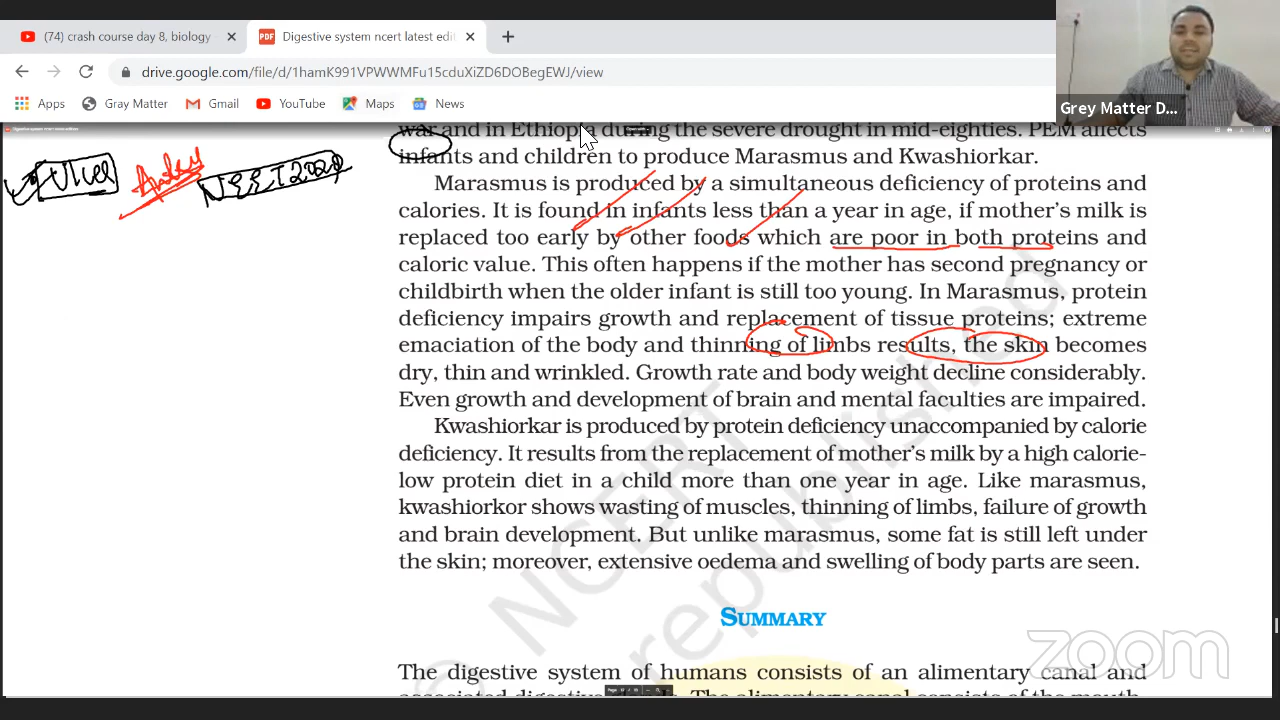 (74) crash course day 8, biology
Digestive system ncert latest edit
drive.google.com/file/d/1hamK991VPWWMFu15cduXiZD6DOBegEWJ/view
Apps Gray Matter Gmail YouTube Maps News
Grey Matter D...
war and in Ethiopia during the severe drought in mid-eighties. PEM affects
infants and children to produce Marasmus and Kwashiorkar.
Marasmus is produced by a simultaneous deficiency of proteins and
calories. It is found in infants less than a year in age, if mother's milk is
replaced too early by other foods which are poor in both proteins and
caloric value. This often happens if the mother has second pregnancy or
childbirth when the older infant is still too young. In Marasmus, protein
deficiency impairs growth and replacement of tissue proteins; extreme
emaciation of the body and thinning of limbs results, the skin becomes
dry, thin and wrinkled. Growth rate and body weight decline considerably.
Even growth and development of brain and mental faculties are impaired.
Kwashiorkar is produced by protein deficiency unaccompanied by calorie
deficiency. It results from the replacement of mother's milk by a high calorie-
low protein diet in a child more than one year in age. Like marasmus,
kwashiorkor shows wasting of muscles, thinning of limbs, failure of growth
and brain development. But unlike marasmus, some fat is still left under
the skin; moreover, extensive oedema and swelling of body parts are seen.
SUMMARY
The digestive system of humans consists of an alimentary canal and
© NCERT
republished
zoom